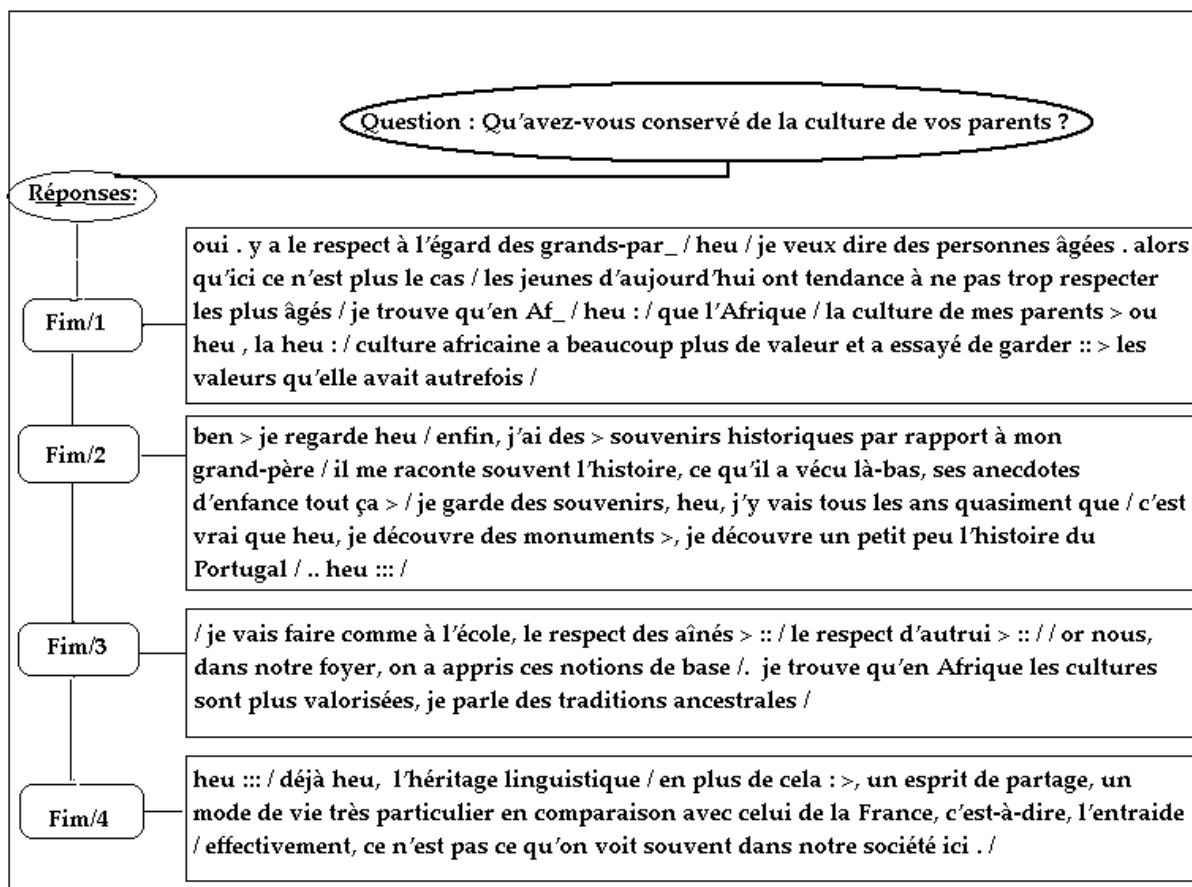 Question : Qu'avez-vous conservé de la culture de vos parents ?
Réponses:
Fim/1
oui . y a le respect à l'égard des grands-par_ / heu / je veux dire des personnes âgées . alors
qu'ici ce n'est plus le cas / les jeunes d'aujourd'hui ont tendance à ne pas trop respecter
les plus âgés / je trouve qu'en Af_ / heu : / que l'Afrique / la culture de mes parents > ou
heu , la heu : / culture africaine a beaucoup plus de valeur et a essayé de garder :: > les
valeurs qu'elle avait autrefois /
Fim/2
ben > je regarde heu / enfin, j'ai des > souvenirs historiques par rapport à mon
grand-père / il me raconte souvent l'histoire, ce qu'il a vécu là-bas, ses anecdotes
d'enfance tout ça > / je garde des souvenirs, heu, j'y vais tous les ans quasiment que / c'est
vrai que heu, je découvre des monuments >, je découvre un petit peu l'histoire du
Portugal / .. heu ::: /
Fim/3
/ je vais faire comme à l'école, le respect des aînés > :: / le respect d'autrui > :: / / or nous,
dans notre foyer, on a appris ces notions de base /. je trouve qu'en Afrique les cultures
sont plus valorisées, je parle des traditions ancestrales /
Fim/4
heu ::: / déjà heu, l'héritage linguistique / en plus de cela : >, un esprit de partage, un
mode de vie très particulier en comparaison avec celui de la France, c'est-à-dire, l'entraide
/ effectivement, ce n'est pas ce qu'on voit souvent dans notre société ici . /